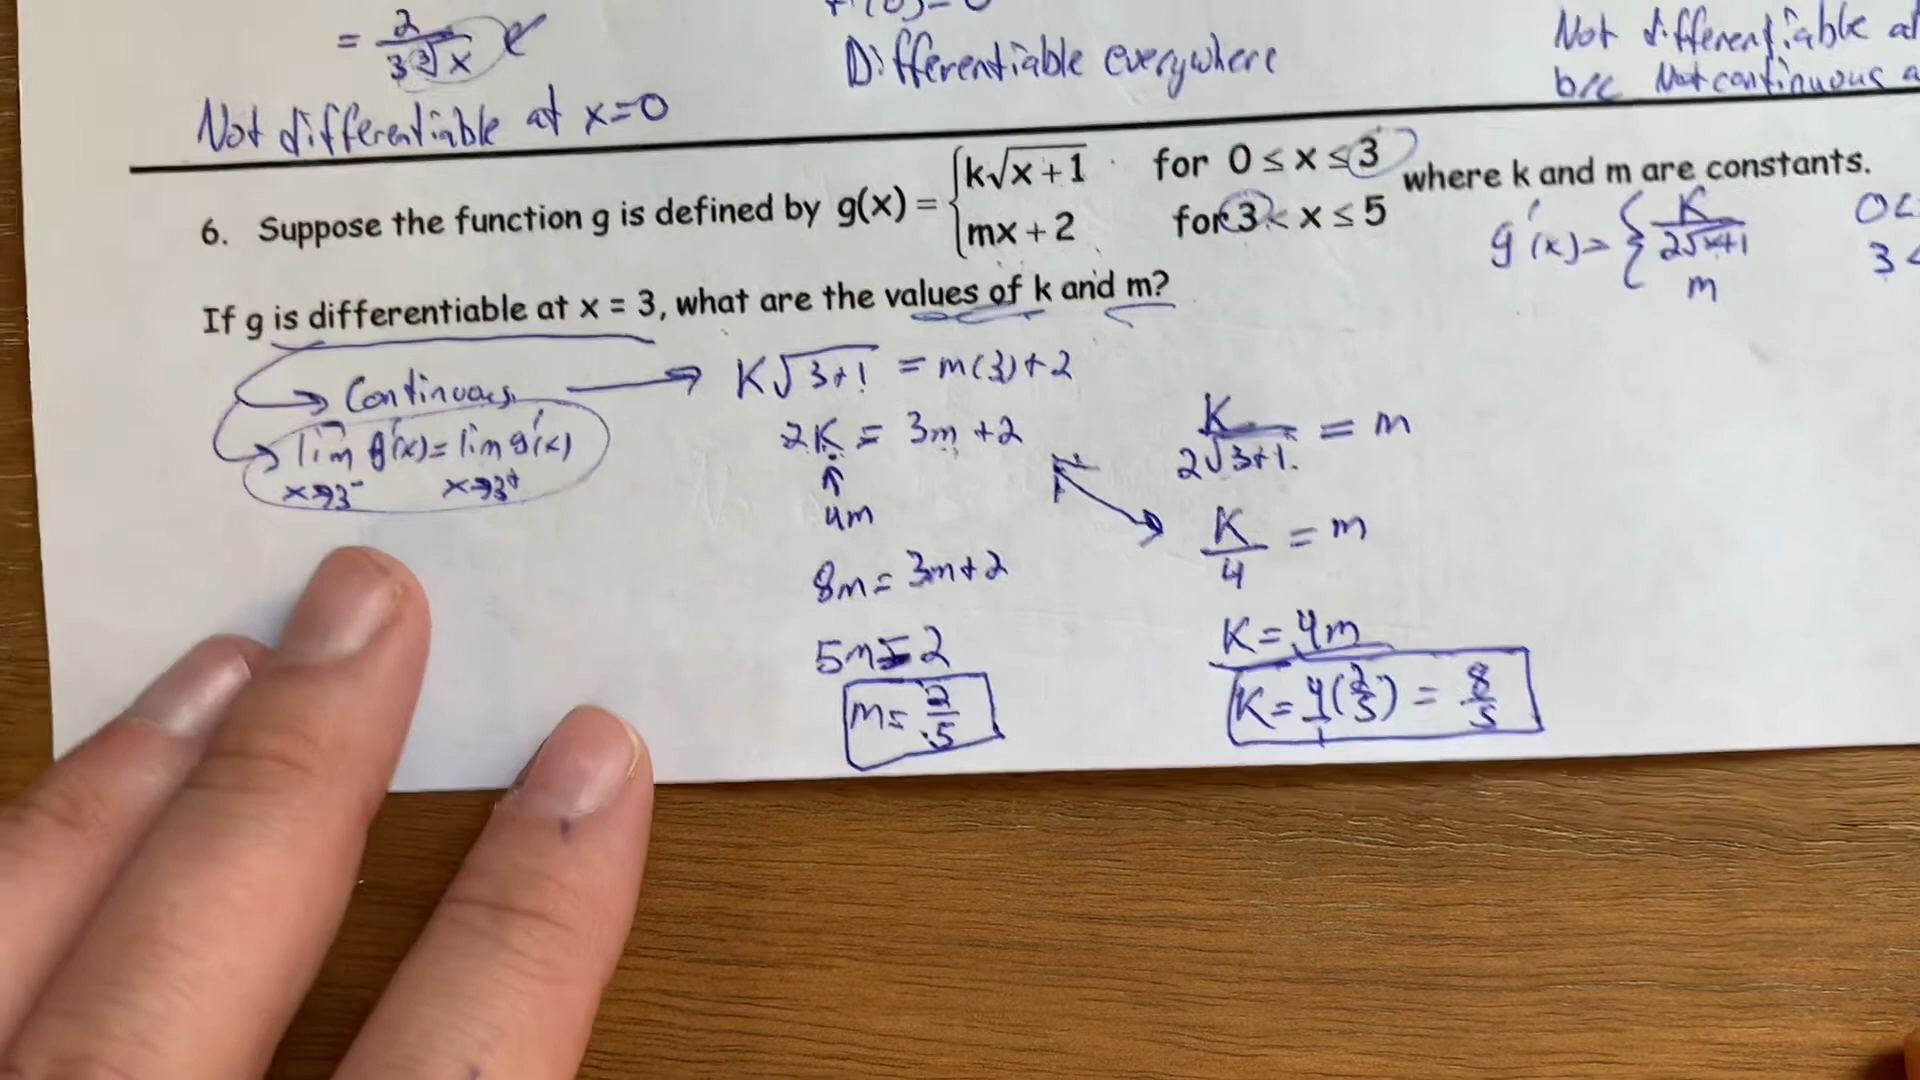 = 2 / 3∛x
Not differentiable at x=0
Differentiable everywhere
Not differentiable at
b/c Not continuous a
6. Suppose the function g is defined by g(x) = { k√x+1 for 0 ≤ x ≤ 3
mx + 2 for 3 < x ≤ 5
where k and m are constants.
g'(x) = { K / 2√x+1 0<
m 3<
If g is differentiable at x = 3, what are the values of k and m?
→ Continuous →
→ lim g'(x) = lim g'(x)
x→3⁻ x→3⁺
K√3+1 = m(3)+2
2K = 3m +2
↑
4m
8m = 3m+2
5m=2
m= 2/5
K / 2√3+1 = m
K/4 = m
K = 4m
K= 4/1(2/5) = 8/5